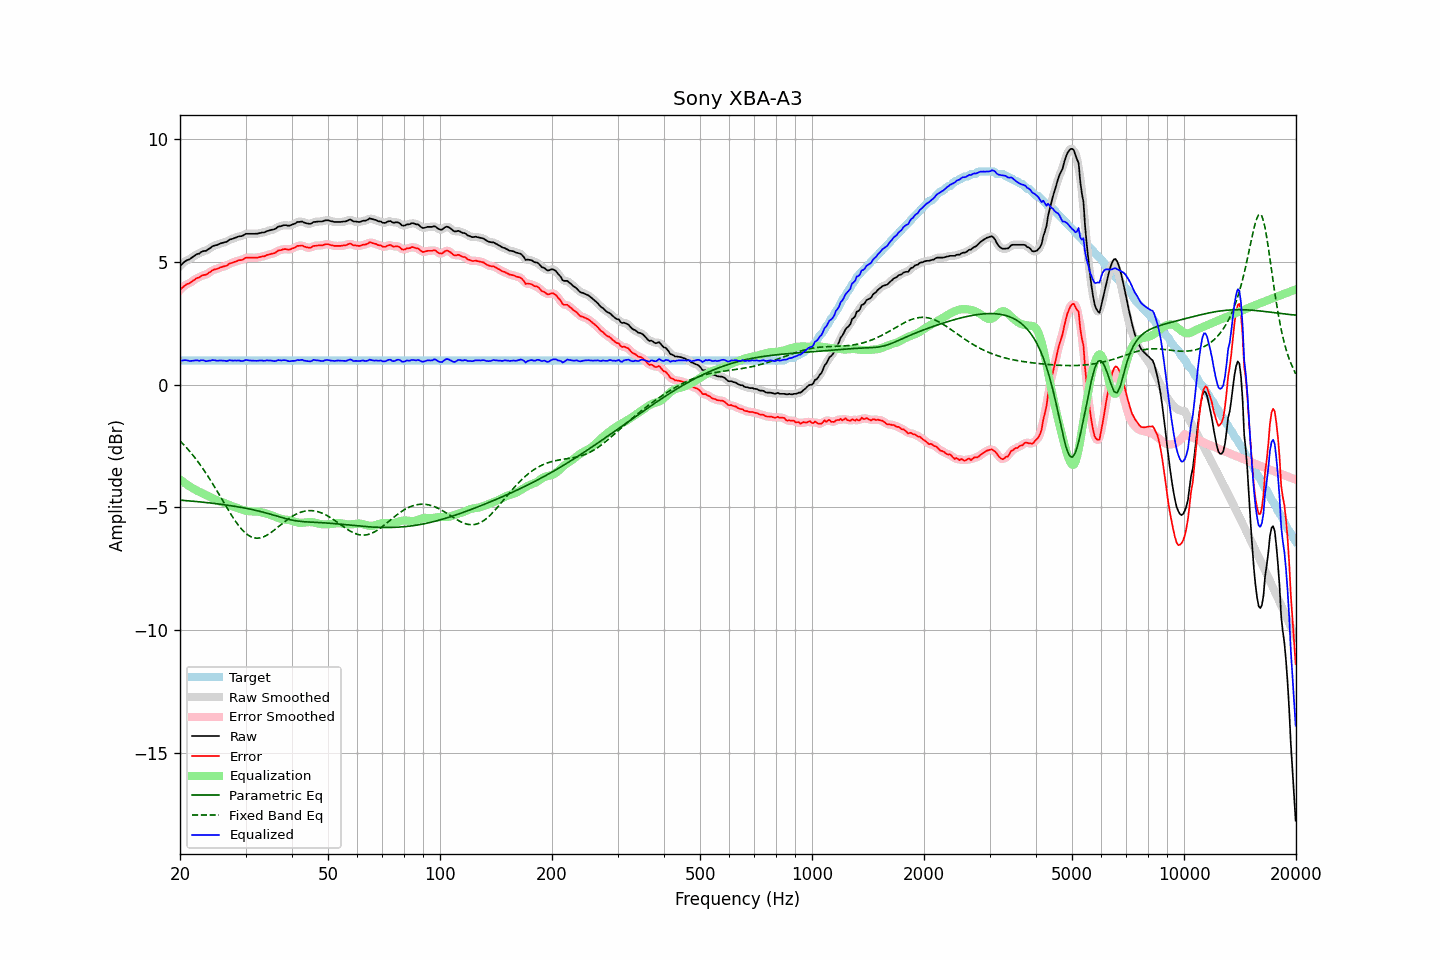 Sony XBA-A3
Amplitude (dBr)
10
5
0
−5
−10
−15
Target
Raw Smoothed
Error Smoothed
Raw
Error
Equalization
Parametric Eq
Fixed Band Eq
Equalized
20 50 100 200 500 1000 2000 5000 10000 20000
Frequency (Hz)